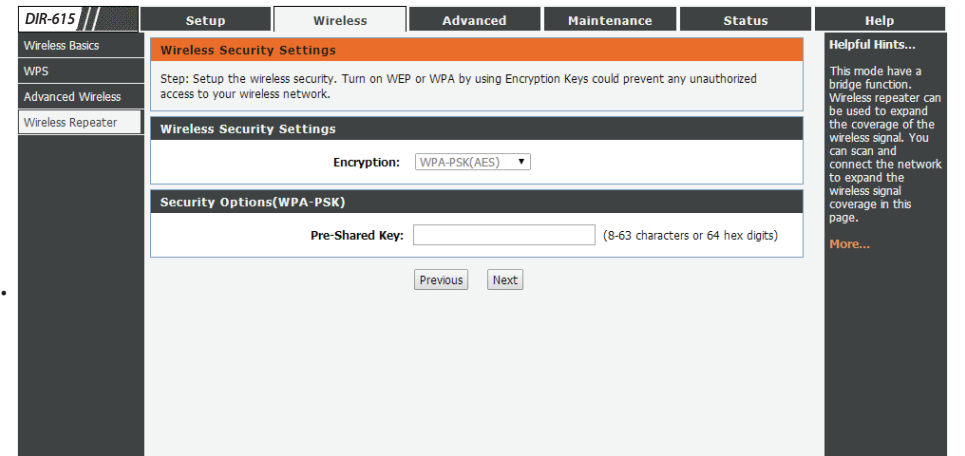 DIR-615
Setup
Wireless
Advanced
Maintenance
Status
Help
Wireless Basics
WPS
Advanced Wireless
Wireless Repeater
Wireless Security Settings
Step: Setup the wireless security. Turn on WEP or WPA by using Encryption Keys could prevent any unauthorized
access to your wireless network.
Wireless Security Settings
Encryption: WPA-PSK(AES)
Security Options(WPA-PSK)
Pre-Shared Key: (8-63 characters or 64 hex digits)
Previous Next
Helpful Hints...
This mode have a
bridge function.
Wireless repeater can
be used to expand
the coverage of the
wireless signal. You
can scan and
connect the network
to expand the
wireless signal
coverage in this
page.
More...